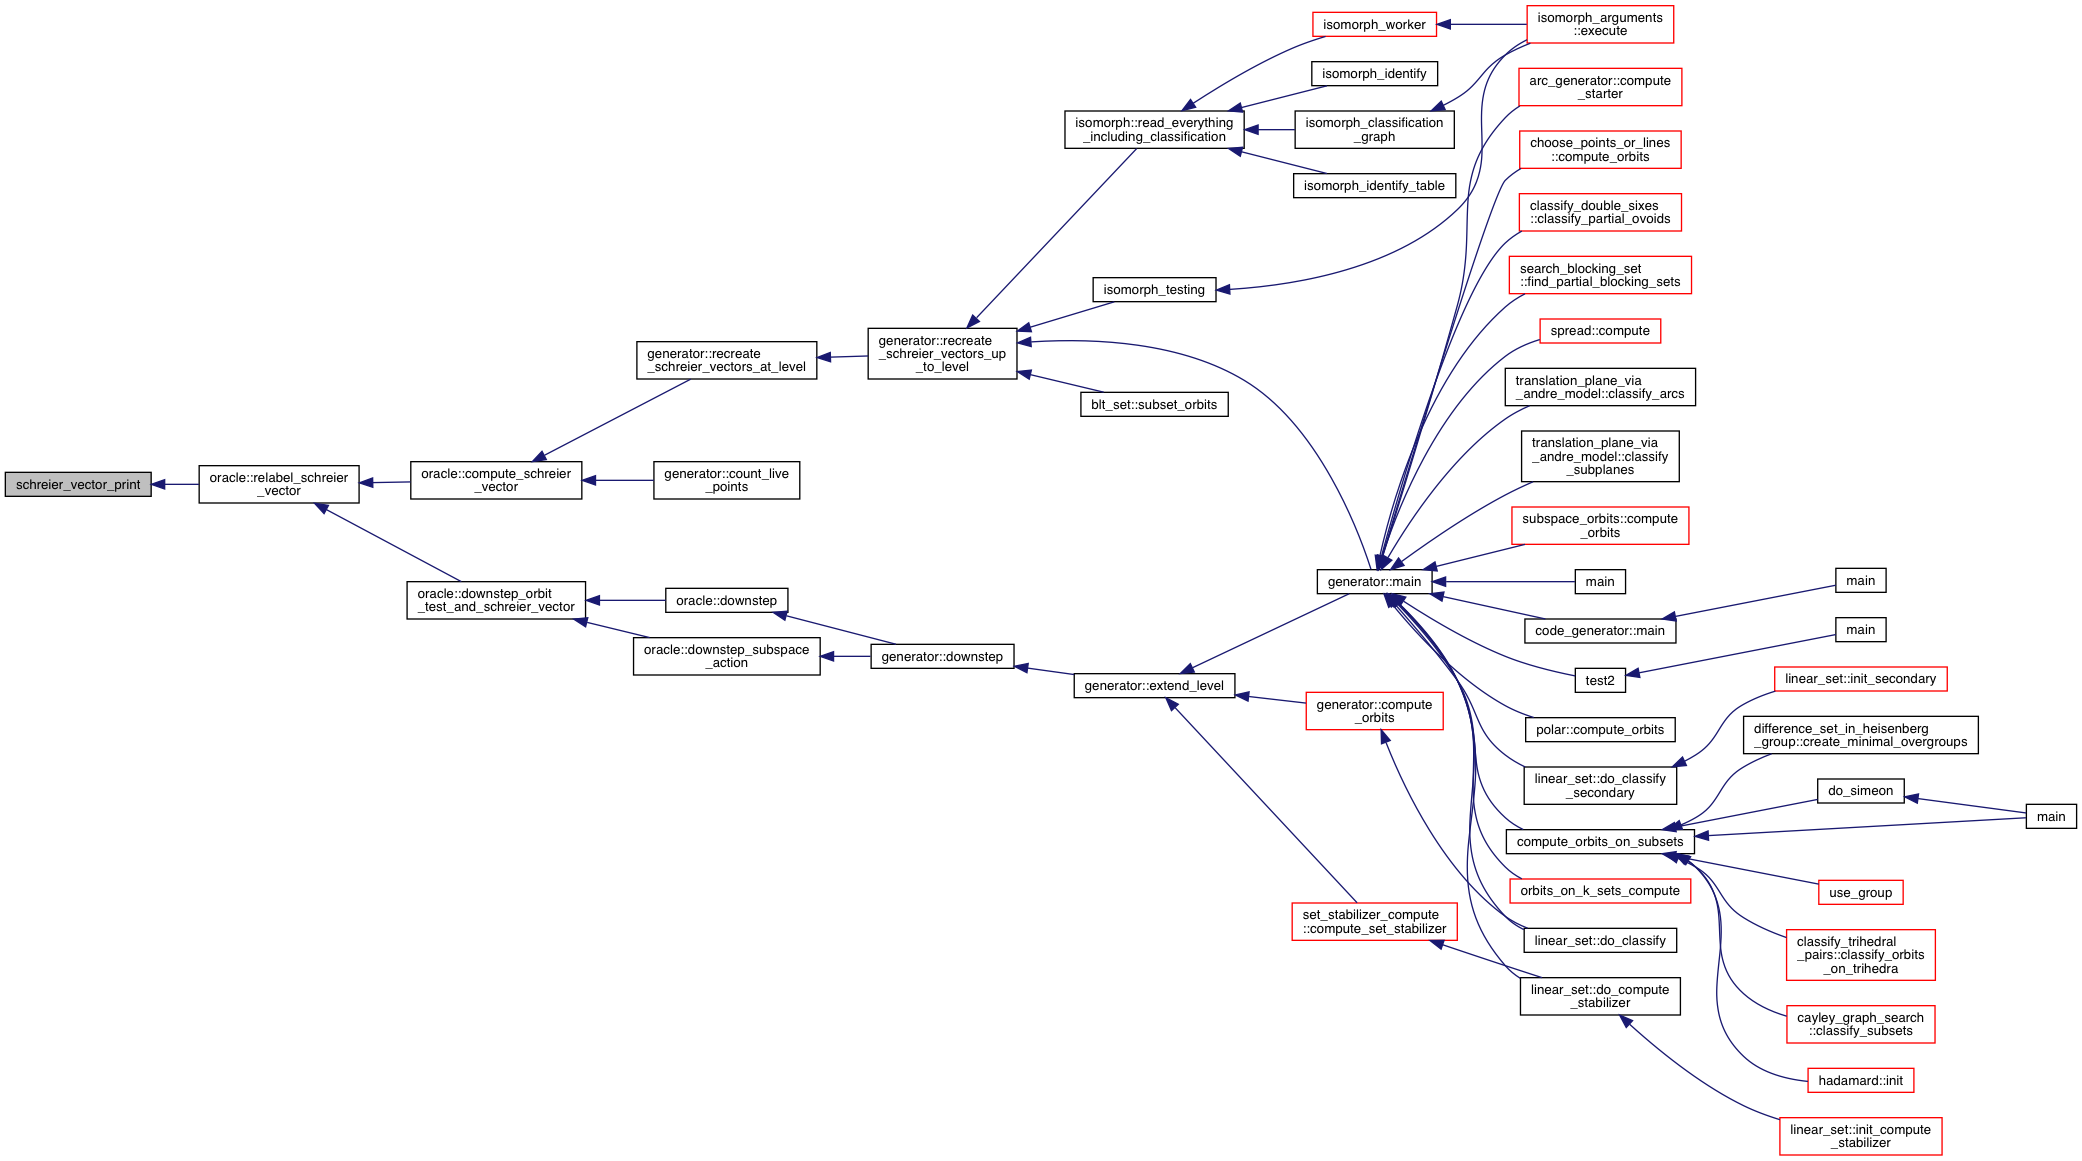 isomorph_worker
isomorph_arguments
::execute
isomorph_identify
arc_generator::compute
_starter
isomorph::read_everything
_including_classification
isomorph_classification
_graph
choose_points_or_lines
::compute_orbits
isomorph_identify_table
classify_double_sixes
::classify_partial_ovoids
search_blocking_set
::find_partial_blocking_sets
isomorph_testing
spread::compute
generator::recreate
_schreier_vectors_up
_to_level
generator::recreate
_schreier_vectors_at_level
translation_plane_via
_andre_model::classify_arcs
blt_set::subset_orbits
translation_plane_via
_andre_model::classify
_subplanes
schreier_vector_print
oracle::relabel_schreier
_vector
oracle::compute_schreier
_vector
generator::count_live
_points
subspace_orbits::compute
_orbits
generator::main
main
main
oracle::downstep_orbit
_test_and_schreier_vector
oracle::downstep
code_generator::main
main
oracle::downstep_subspace
_action
generator::downstep
test2
generator::extend_level
linear_set::init_secondary
generator::compute
_orbits
polar::compute_orbits
difference_set_in_heisenberg
_group::create_minimal_overgroups
linear_set::do_classify
_secondary
do_simeon
main
compute_orbits_on_subsets
orbits_on_k_sets_compute
use_group
set_stabilizer_compute
::compute_set_stabilizer
linear_set::do_classify
classify_trihedral
_pairs::classify_orbits
_on_trihedra
linear_set::do_compute
_stabilizer
cayley_graph_search
::classify_subsets
hadamard::init
linear_set::init_compute
_stabilizer